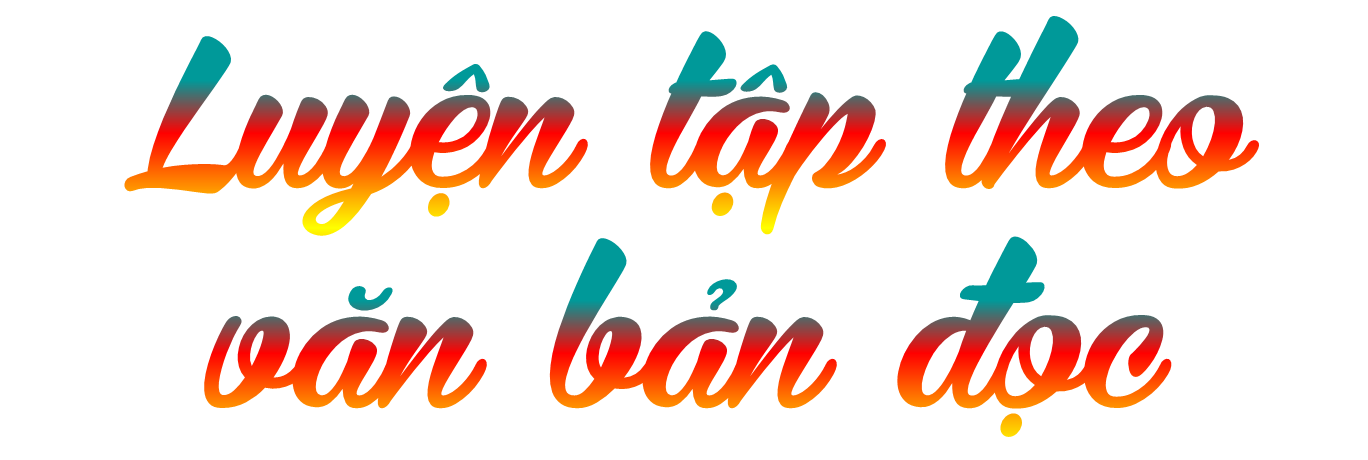 Luyện tập theo
văn bản đọc